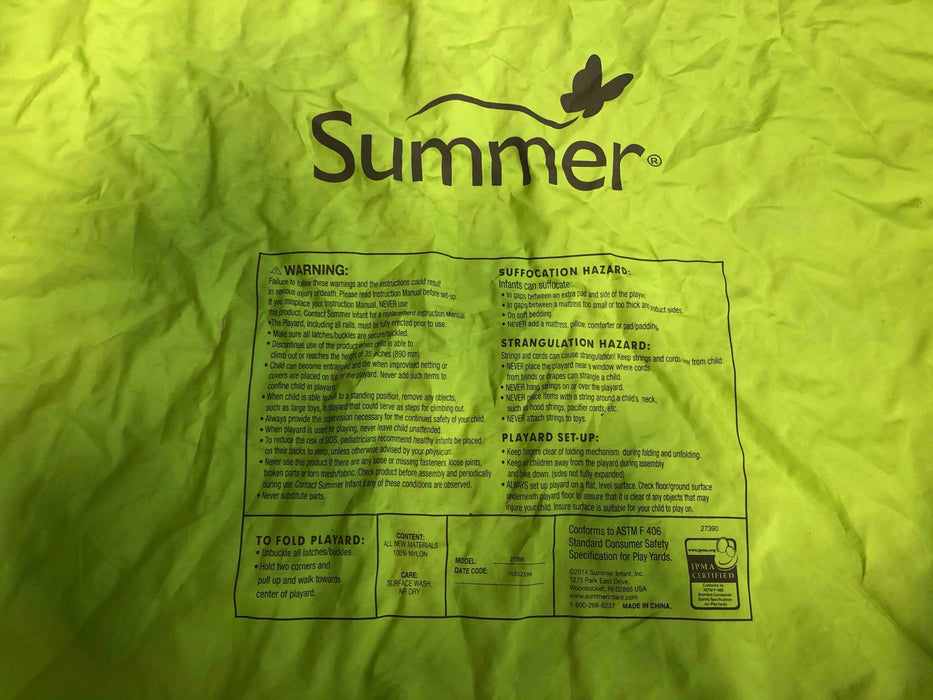 Summer®
⚠ WARNING:
Failure to follow these warnings and the instructions could result
in serious injury or death. Please read Instruction Manual before set-up.
If you misplace your Instruction Manual, NEVER use
this product. Contact Summer Infant for a replacement Instruction Manual.
•The Playard, including all rails, must be fully erected prior to use.
• Make sure all latches/buckles are secure/buckled.
• Discontinue use of the product when child is able to
climb out or reaches the height of 35 inches (890 mm)
• Child can become entrapped and die when improvised netting or
covers are placed on top of the playard. Never add such items to
confine child in playard
• When child is able to pull to a standing position, remove any objects,
such as large toys, in playard that could serve as steps for climbing out.
• Always provide the supervision necessary for the continued safety of your child.
• When playard is used for playing, never leave child unattended.
• To reduce the risk of SIDS, pediatricians recommend healthy infants be placed
on their backs to sleep, unless otherwise advised by your physician.
• Never use this product if there are any loose or missing fasteners, loose joints,
broken parts or torn mesh/fabric. Check product before assembly and periodically
during use. Contact Summer Infant if any of these conditions are observed.
• Never substitute parts.
SUFFOCATION HAZARD:
Infants can suffocate:
• In gaps between an extra pad and side of the playard
• In gaps between a mattress too small or too thick and product sides.
• On soft bedding.
• NEVER add a mattress, pillow, comforter or pad/padding
STRANGULATION HAZARD:
Strings and cords can cause strangulation! Keep strings and cords away from child:
• NEVER place the playard near a window where cords
from blinds or drapes can strangle a child.
• NEVER hang strings on or over the playard.
• NEVER place items with a string around a child's neck,
such as hood strings, pacifier cords, etc.
• NEVER attach strings to toys.
PLAYARD SET-UP:
• Keep fingers clear of folding mechanism during folding and unfolding.
• Keep all children away from the playard during assembly
and take down. (sides not fully expanded)
• ALWAYS set up playard on a flat, level surface. Check floor/ground surface
underneath playard floor to assure that it is clear of any objects that may
injure your child. Insure surface is suitable for your child to play on.
TO FOLD PLAYARD:
• Unbuckle all latches/buckles.
• Hold two corners and
pull up and walk towards
center of playard.
CONTENT:
ALL NEW MATERIALS
100% NYLON
CARE:
SURFACE WASH
AIR DRY
MODEL: 27390
DATE CODE:
Conforms to ASTM F 406
Standard Consumer Safety
Specification for Play Yards.
©2014 Summer Infant, Inc.
1275 Park East Drive,
Woonsocket, RI 02895 USA
www.summerinfant.com
1-800-268-6237 MADE IN CHINA.
27390
www.jpma.org
JPMA
CERTIFIED
Conforms to
ASTM F-406
Standard Consumer
Safety Specification
for Play Yards